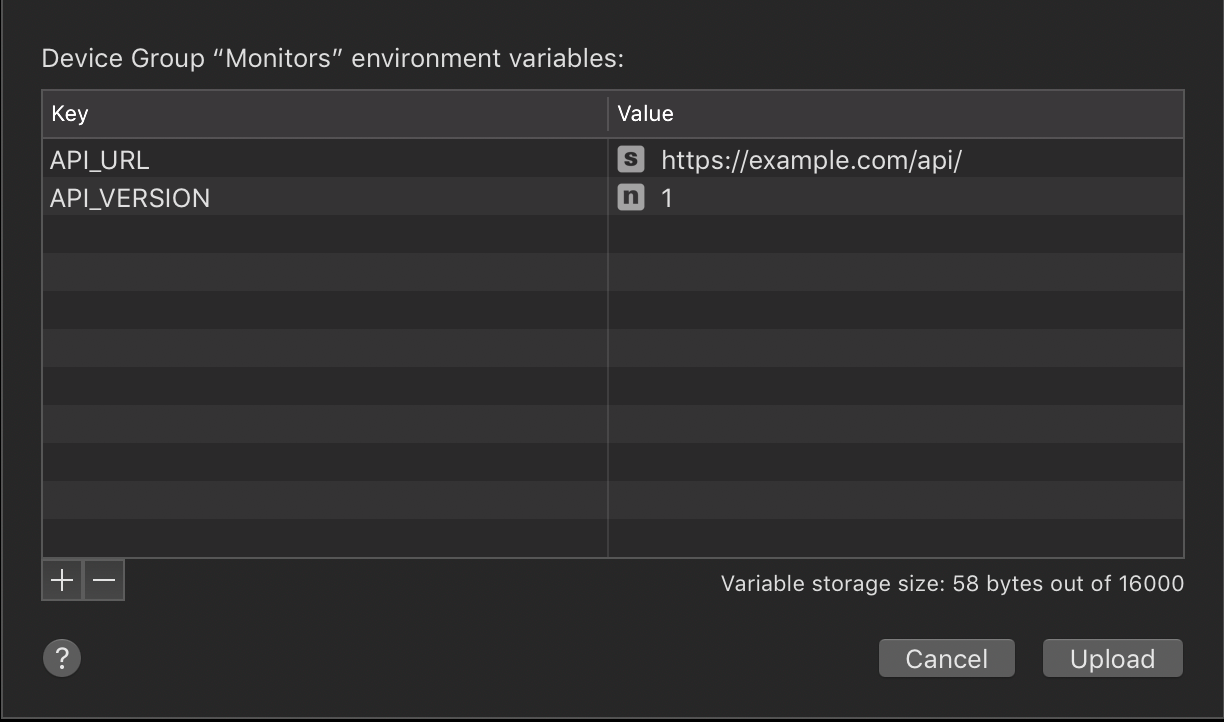 Device Group “Monitors” environment variables:
Key Value
API_URL s https://example.com/api/
API_VERSION n 1
+ −
Variable storage size: 58 bytes out of 16000
? Cancel Upload